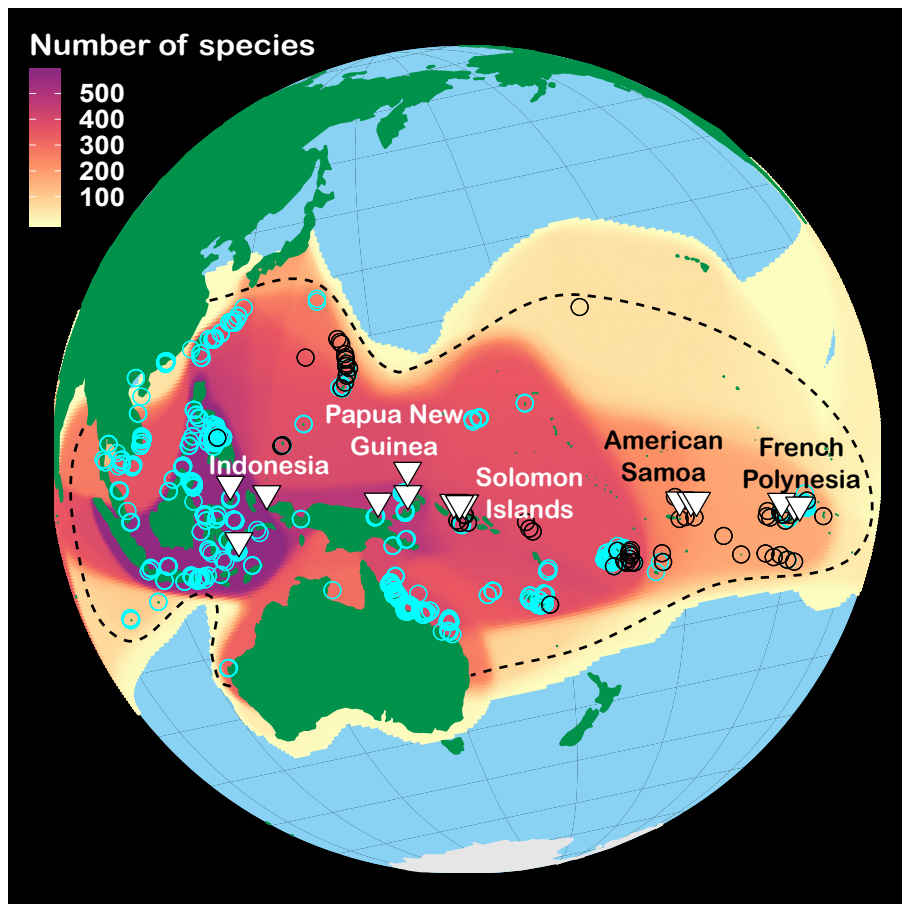 Number of species
500
400
300
200
100
Papua New
Guinea
Indonesia
Solomon
Islands
American
Samoa
French
Polynesia